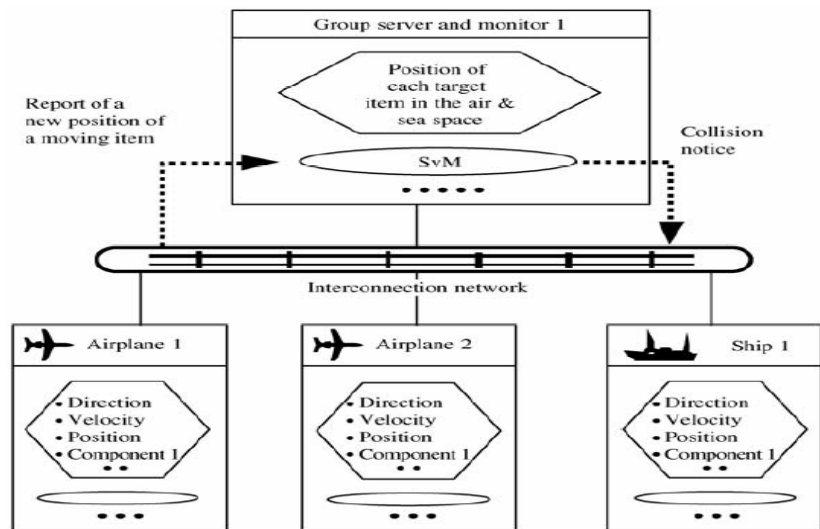 Group server and monitor 1
Position of
each target
item in the air &
sea space
SvM
Report of a
new position of
a moving item
Collision
notice
Interconnection network
Airplane 1
• Direction
• Velocity
• Position
• Component 1
Airplane 2
• Direction
• Velocity
• Position
• Component 1
Ship 1
• Direction
• Velocity
• Position
• Component 1